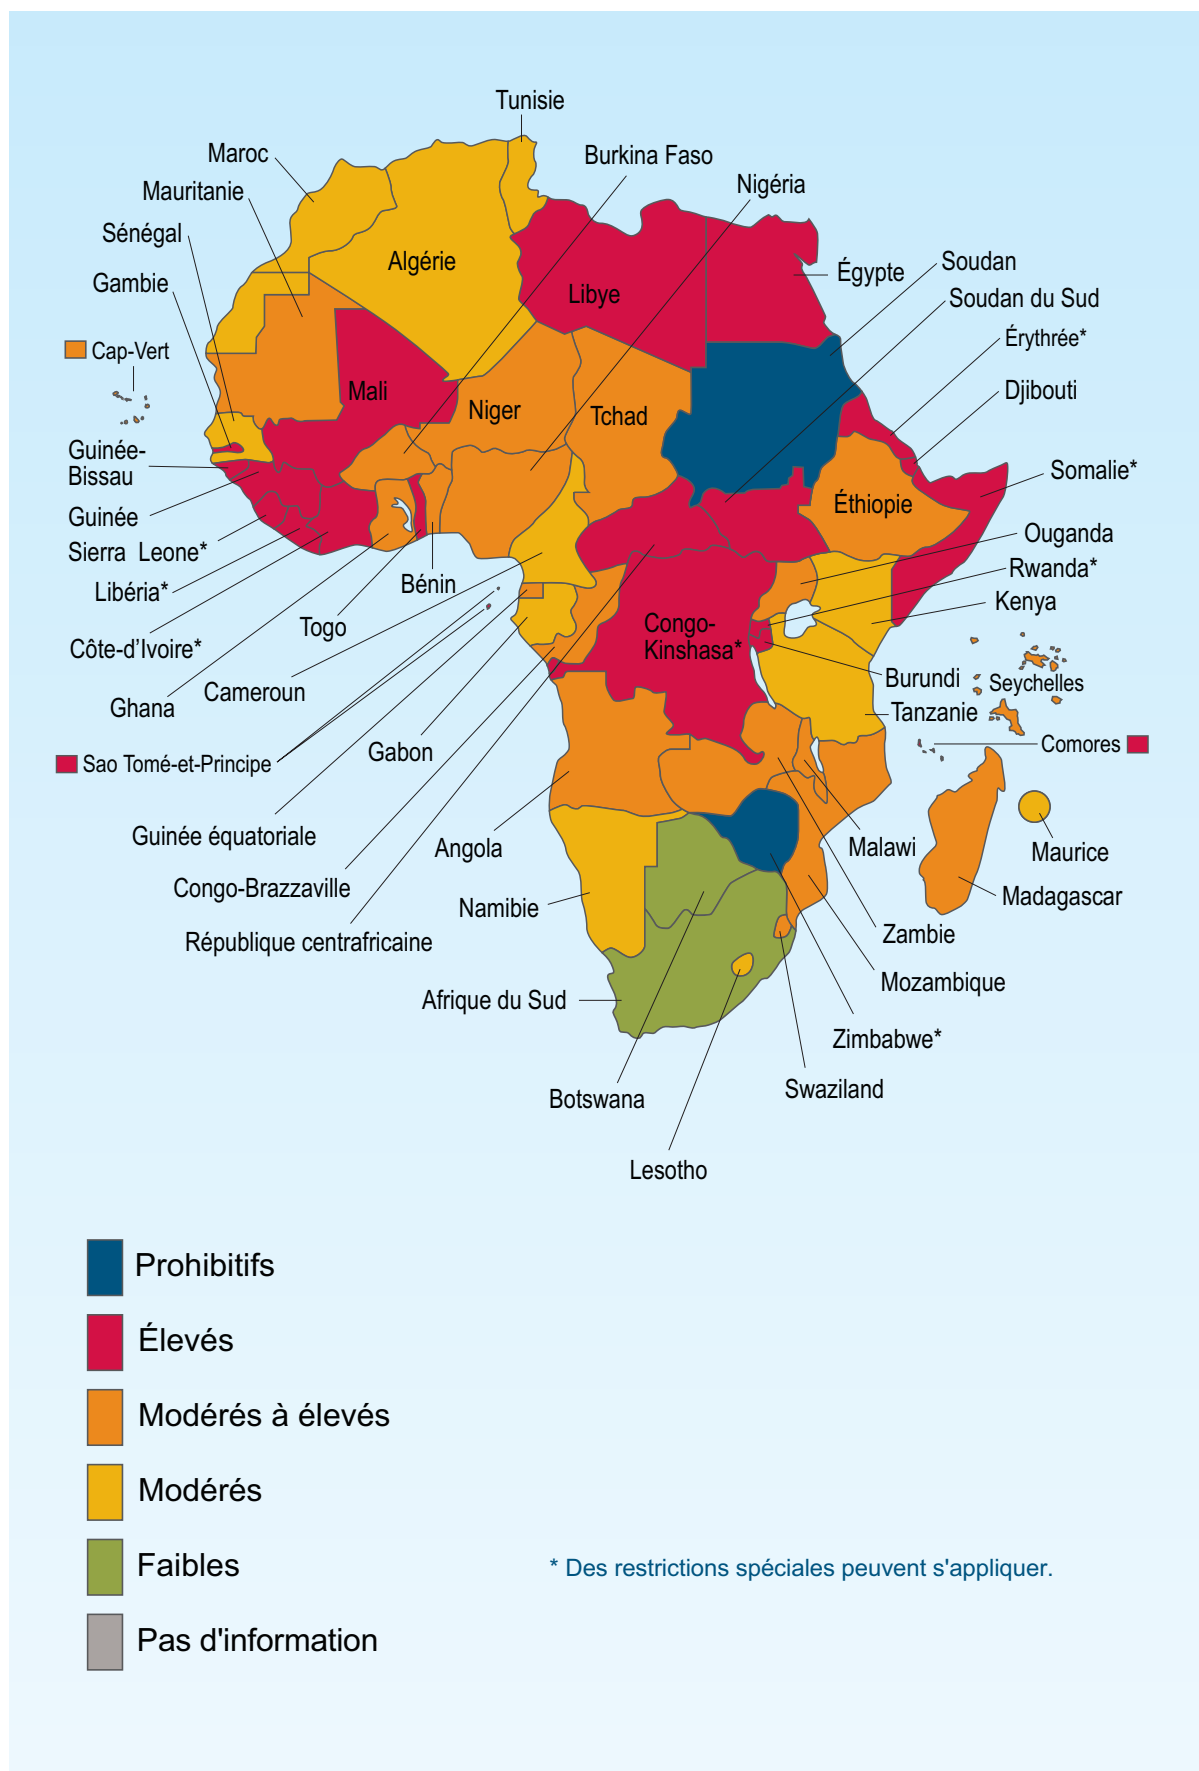 Tunisie
Maroc
Burkina Faso
Mauritanie
Nigéria
Sénégal
Algérie
Soudan
Gambie
Égypte
Libye
Soudan du Sud
Érythrée*
Cap-Vert
Mali
Djibouti
Niger
Tchad
Guinée-
Bissau
Somalie*
Éthiopie
Guinée
Ouganda
Sierra Leone*
Rwanda*
Libéria*
Bénin
Kenya
Togo
Congo-
Kinshasa*
Côte-d'Ivoire*
Burundi
Seychelles
Cameroun
Ghana
Tanzanie
Gabon
Comores
Sao Tomé-et-Principe
Guinée équatoriale
Angola
Malawi
Maurice
Congo-Brazzaville
Madagascar
Namibie
Zambie
République centrafricaine
Mozambique
Afrique du Sud
Zimbabwe*
Swaziland
Botswana
Lesotho
Prohibitifs
Élevés
Modérés à élevés
Modérés
Faibles
* Des restrictions spéciales peuvent s'appliquer.
Pas d'information